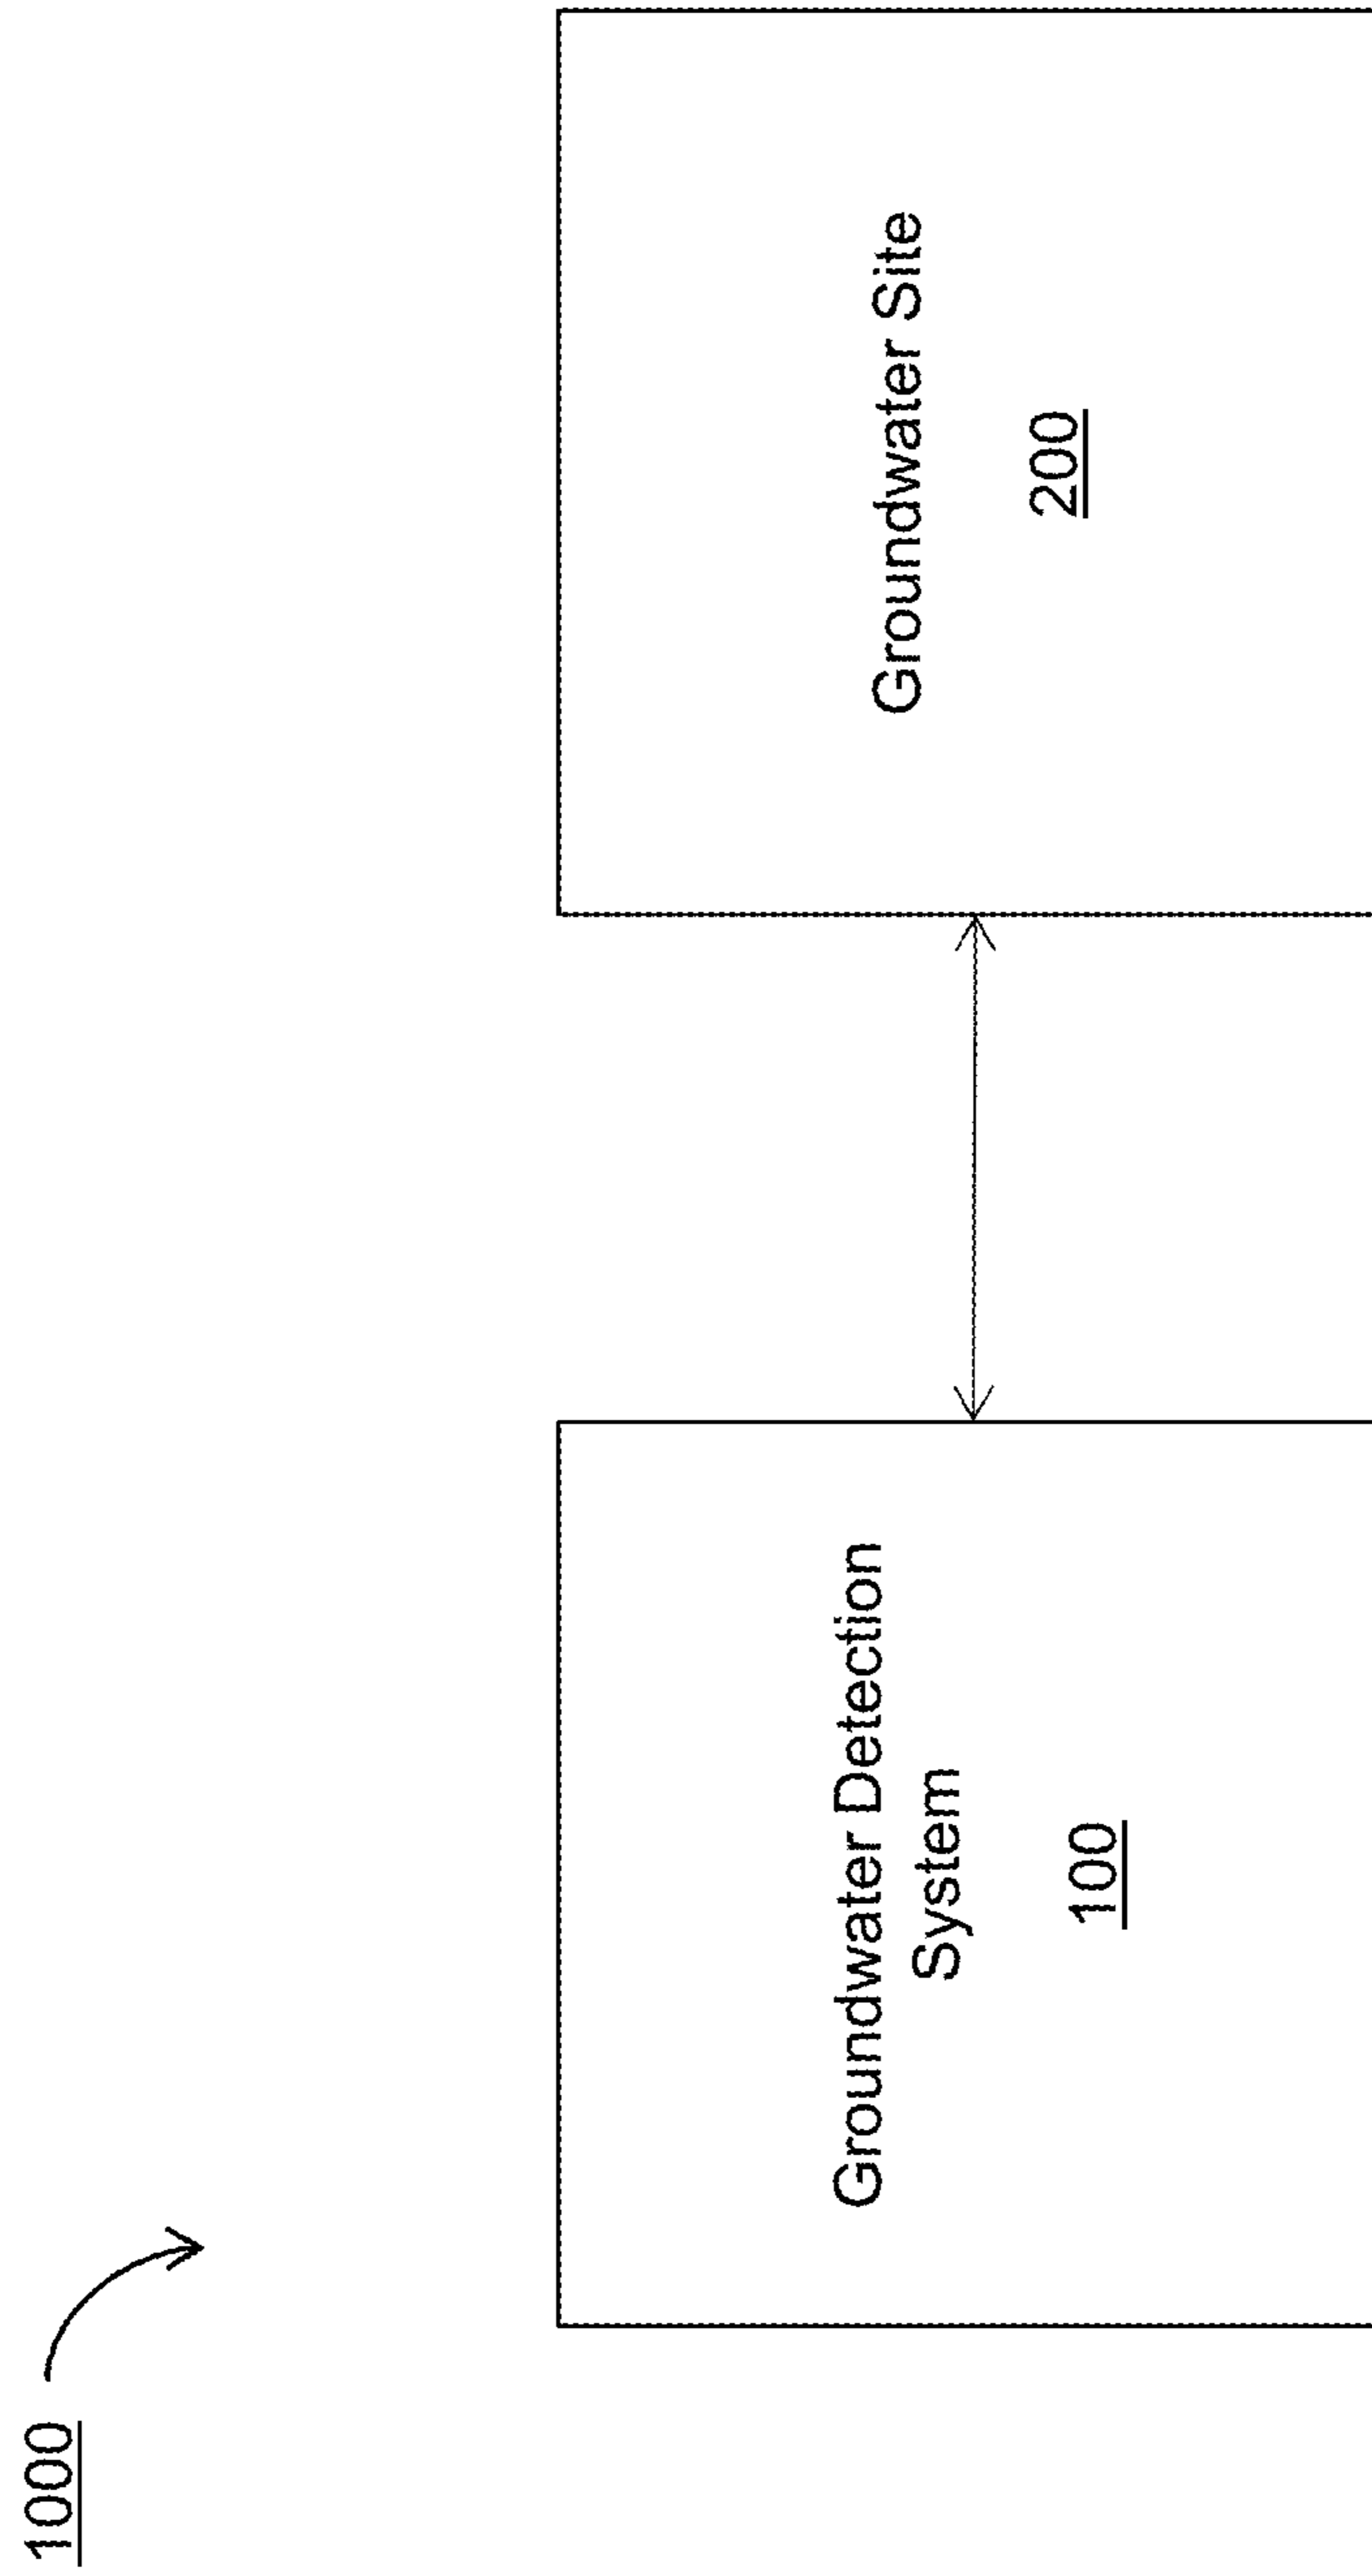 1000
Groundwater Detection
System
100
Groundwater Site
200